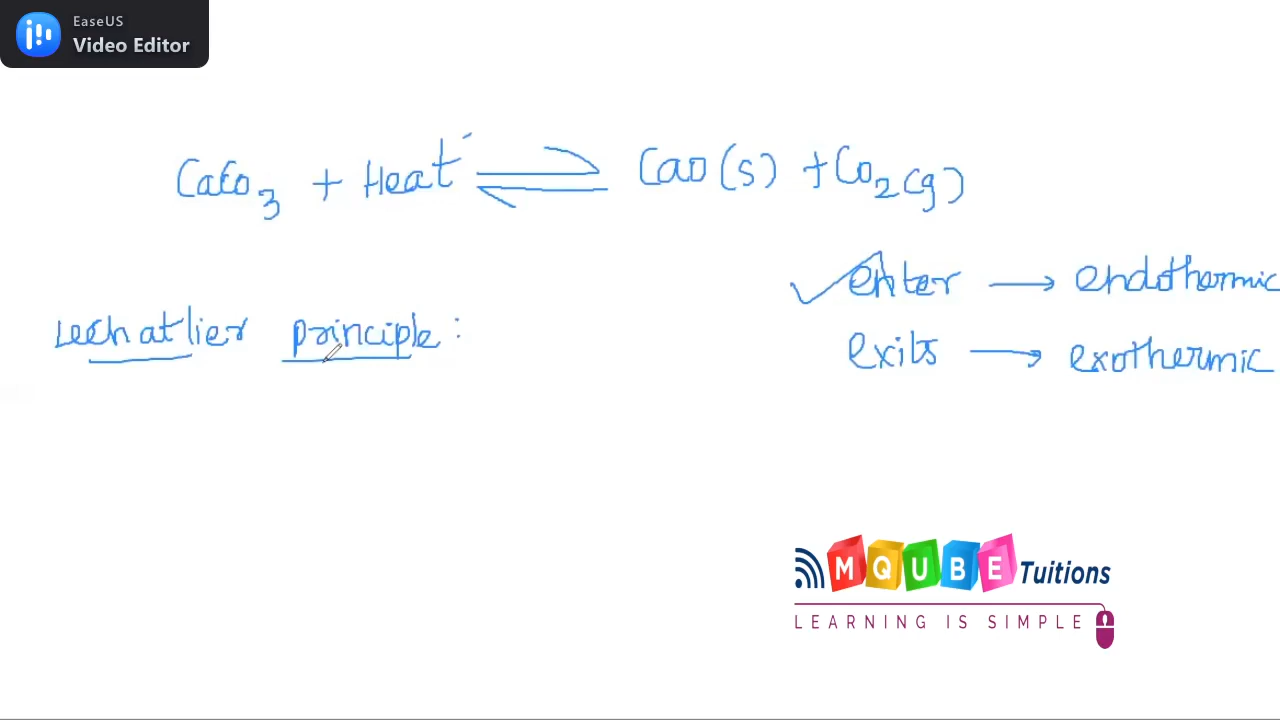 EaseUS
Video Editor
CaCo3 + Heat ⇌ Cao(s) + Co2(g)
enter → endothermic
Lechatlier principle:
exits → exothermic
MQUBE Tuitions
LEARNING IS SIMPLE